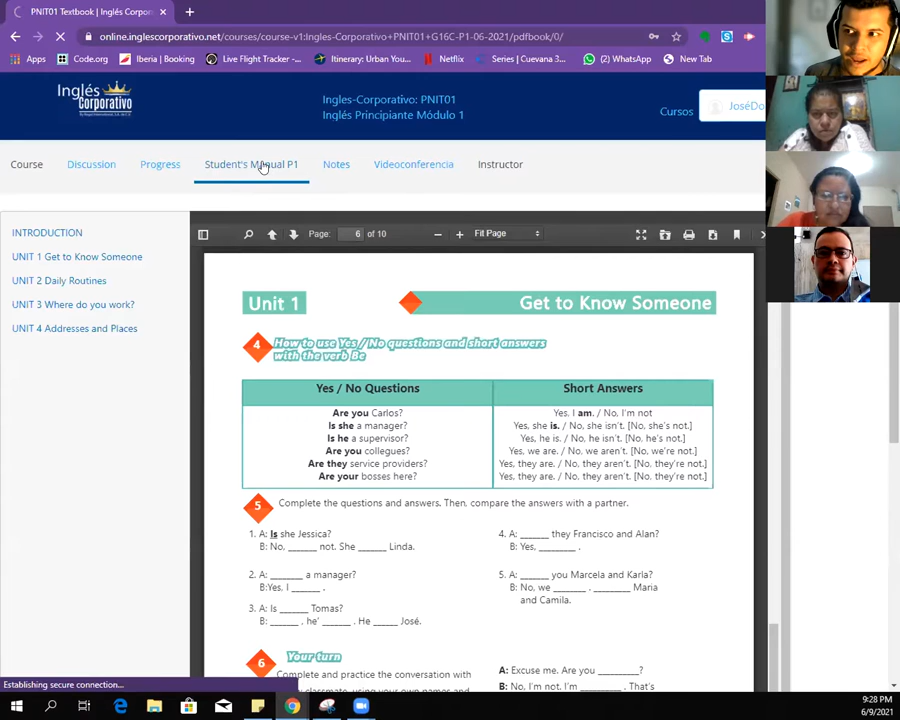 PNIT01 Textbook | Inglés Corpora
online.inglescorporativo.net/courses/course-v1:Ingles-Corporativo+PNIT01+G16C-P1-06-2021/pdfbook/0/
Apps Code.org Iberia | Booking Live Flight Tracker -... Itinerary: Urban You... Netflix Series | Cuevana 3... (2) WhatsApp New Tab
Inglés
Corporativo
Ingles-Corporativo: PNIT01
Inglés Principiante Módulo 1
Cursos
JoséDo
Course Discussion Progress Student's Manual P1 Notes Videoconferencia Instructor
INTRODUCTION
UNIT 1 Get to Know Someone
UNIT 2 Daily Routines
UNIT 3 Where do you work?
UNIT 4 Addresses and Places
Page: 6 of 10 Fit Page
Unit 1 Get to Know Someone
4 How to use Yes / No questions and short answers
with the verb Be
Yes / No Questions Short Answers
Are you Carlos? Yes. I am. / No, I'm not
Is she a manager? Yes, she is. / No, she isn't. [No, she's not.]
Is he a supervisor? Yes, he is. / No, he isn't. [No. he's not.]
Are you collegues? Yes, we are. / No. we aren't. [No, we're not.]
Are they service providers? Yes, they are. / No, they aren't. [No. they're not.]
Are your bosses here? Yes, they are. / No. they aren't. [No. they're not.]
5 Complete the questions and answers. Then, compare the answers with a partner.
1. A: Is she Jessica?
B: No, ______ not. She ______ Linda.
2. A: _______ a manager?
B:Yes, I ______ .
3. A: Is ______ Tomas?
B: ______ , he' ______ . He _____ José.
4. A: ______ they Francisco and Alan?
B: Yes, ________ .
5. A: ______ you Marcela and Karla?
B: No, we _______ . ________ Maria
and Camila.
6 Your turn
Complete and practice the conversation with
A: Excuse me. Are you ________?
B: No, I'm not. I'm ________ . That's
Establishing secure connection...
9:28 PM
6/9/2021